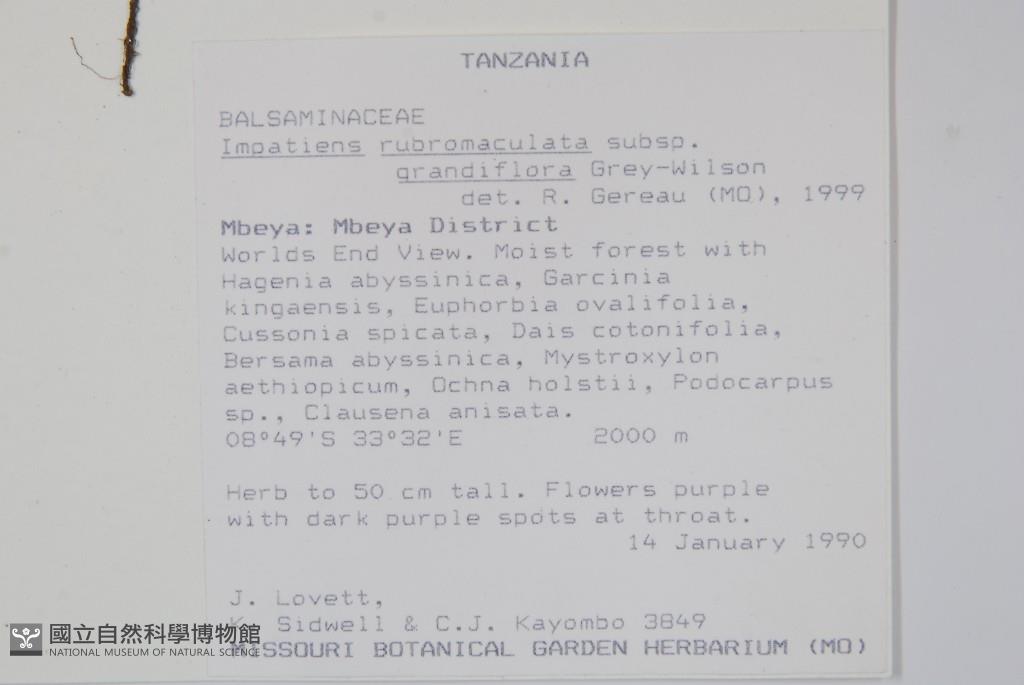 TANZANIA
BALSAMINACEAE
Impatiens rubromaculata subsp.
grandiflora Grey-Wilson
det. R. Gereau (MO), 1999
Mbeya: Mbeya District
Worlds End View. Moist forest with
Hagenia abyssinica, Garcinia
kingaensis, Euphorbia ovalifolia,
Cussonia spicata, Dais cotonifolia,
Bersama abyssinica, Mystroxylon
aethiopicum, Ochna holstii, Podocarpus
sp., Clausena anisata.
08°49'S 33°32'E 2000 m
Herb to 50 cm tall. Flowers purple
with dark purple spots at throat.
14 January 1990
J. Lovett,
K. Sidwell & C.J. Kayombo 3849
MISSOURI BOTANICAL GARDEN HERBARIUM (MO)
國立自然科學博物館
NATIONAL MUSEUM OF NATURAL SCIENCE